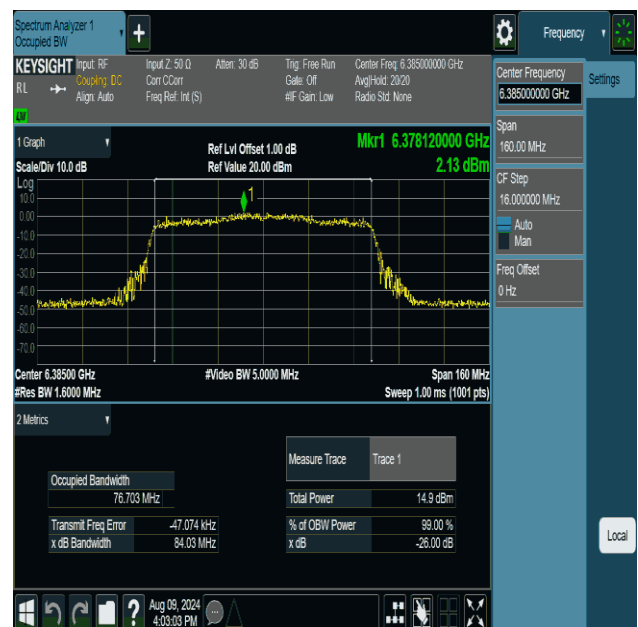 Spectrum Analyzer 1
Occupied BW
+
Frequency
KEYSIGHT Input: RF Input Z: 50 Ω Atten: 30 dB Trig: Free Run Center Freq: 6.385000000 GHz
RL Coupling: DC Corr CCorr Gate: Off Avg|Hold: 20/20
Align: Auto Freq Ref: Int (S) #IF Gain: Low Radio Std: None
Center Frequency
6.385000000 GHz
Settings
Span
160.00 MHz
CF Step
16.000000 MHz
Auto
Man
Freq Offset
0 Hz
Local
1 Graph
Ref Lvl Offset 1.00 dB Mkr1 6.378120000 GHz
Scale/Div 10.0 dB Ref Value 20.00 dBm 2.13 dBm
Log
10.0
0.00
-10.0
-20.0
-30.0
-40.0
-50.0
-60.0
-70.0
1
Center 6.38500 GHz #Video BW 5.0000 MHz Span 160 MHz
#Res BW 1.6000 MHz Sweep 1.00 ms (1001 pts)
2 Metrics
Measure Trace Trace 1
Occupied Bandwidth
76.703 MHz
Total Power 14.9 dBm
Transmit Freq Error -47.074 kHz % of OBW Power 99.00 %
x dB Bandwidth 84.03 MHz x dB -26.00 dB
? Aug 09, 2024
4:03:03 PM